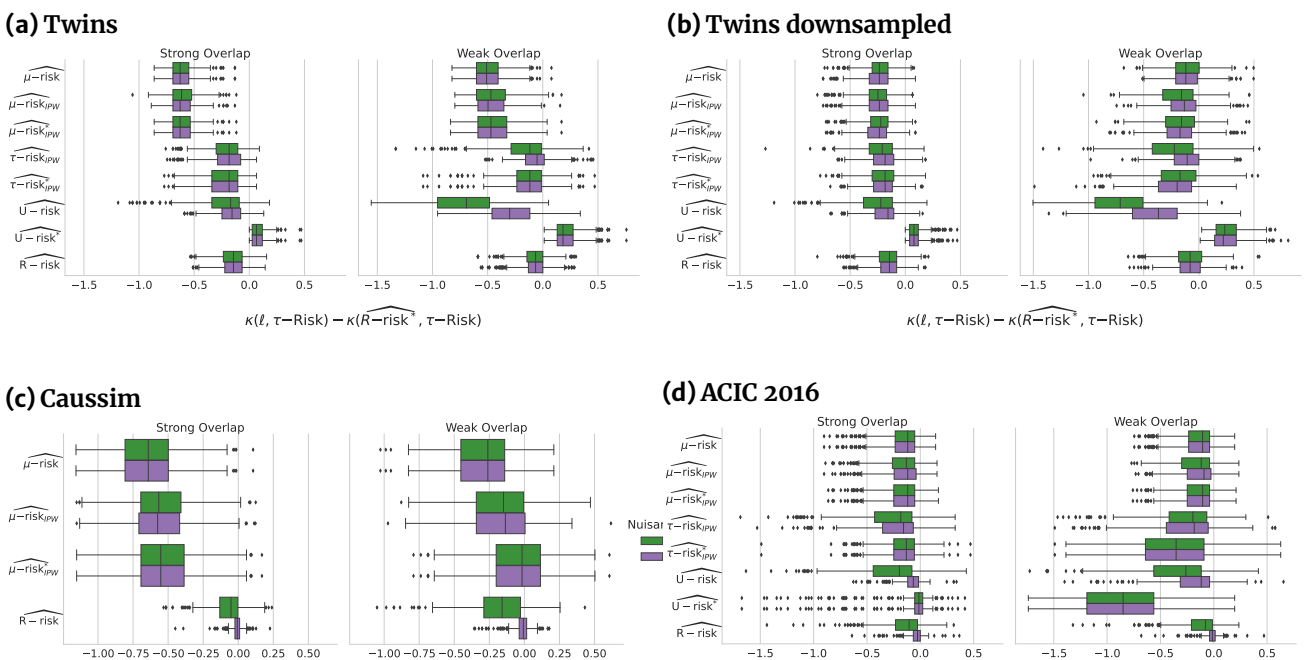 (a) Twins
Strong Overlap
Weak Overlap
μ−risk
μ−risk_IPW
μ−risk*_IPW
τ−risk_IPW
τ−risk*_IPW
U−risk
U−risk*
R−risk
−1.5 −1.0 −0.5 0.0 0.5
−1.5 −1.0 −0.5 0.0 0.5
κ(ℓ, τ−Risk) − κ(R−risk*, τ−Risk)
(b) Twins downsampled
Strong Overlap
Weak Overlap
μ−risk
μ−risk_IPW
μ−risk*_IPW
τ−risk_IPW
τ−risk*_IPW
U−risk
U−risk*
R−risk
−1.5 −1.0 −0.5 0.0 0.5
−1.5 −1.0 −0.5 0.0 0.5
κ(ℓ, τ−Risk) − κ(R−risk*, τ−Risk)
(c) Caussim
Strong Overlap
Weak Overlap
μ−risk
μ−risk_IPW
μ−risk*_IPW
R−risk
−1.00 −0.75 −0.50 −0.25 0.00 0.25
−1.00 −0.75 −0.50 −0.25 0.00 0.25 0.50
Nuisar
(d) ACIC 2016
Strong Overlap
Weak Overlap
μ−risk
μ−risk_IPW
μ−risk*_IPW
τ−risk_IPW
τ−risk*_IPW
U−risk
U−risk*
R−risk
−1.5 −1.0 −0.5 0.0 0.5
−1.5 −1.0 −0.5 0.0 0.5